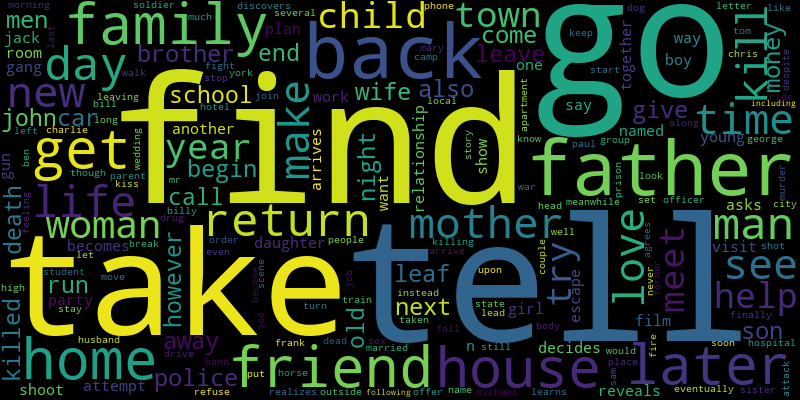 morning soldier much several discovers phone dog letter like
men family child town come leave way boy kill money
jack room gang brother plan mary camp one keep start together tom chris despite
day end back go
new school wife also say give time
john car bill make work local know named young george including
left charlie long hotel join another
gun ben get year begin arrives night want relationship story show apartment paul group along
find father
though parent wedding kiss mr call war head meanwhile look prison set officer asks city murder
death life woman return mother love meet man
feeling drug billy order even people killing well agrees
becomes break daughter arrive couple try visit shot
student let however scene upon never see
high run move leaf escape
stay party turn job train old instead next state lead girl body film help son
killed home husband away drive frank dead sex married taken n still fall decides would fire soon finally hospital
take tell
friend house later
shoot attempt police put horse hand reveals sam place attack
refuse realizes outside following offer name michael learns eventually sister